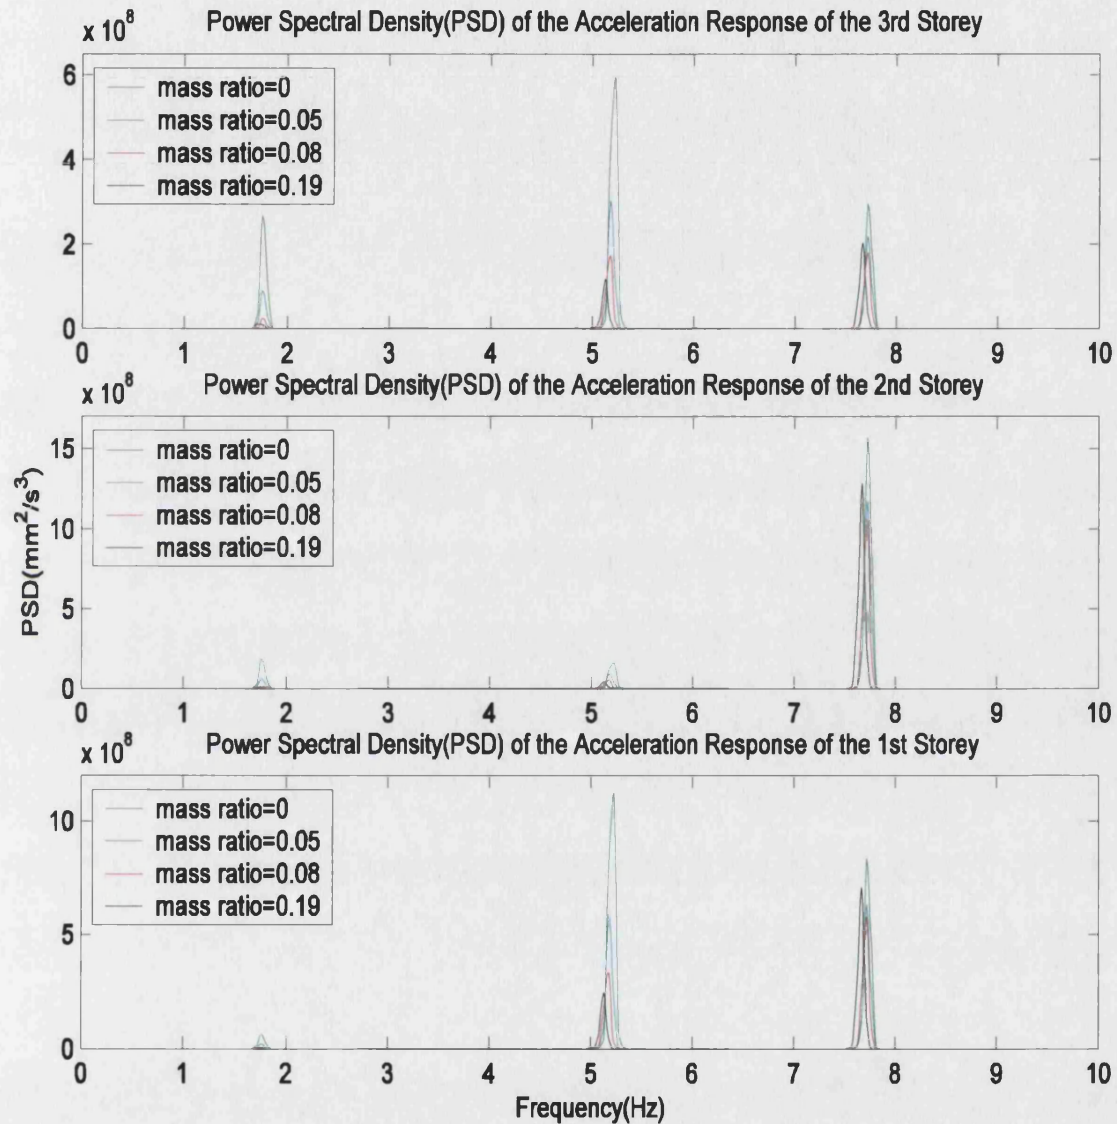 Power Spectral Density(PSD) of the Acceleration Response of the 3rd Storey
x 10^8
6
4
2
0
mass ratio=0
mass ratio=0.05
mass ratio=0.08
mass ratio=0.19
0 1 2 3 4 5 6 7 8 9 10
Power Spectral Density(PSD) of the Acceleration Response of the 2nd Storey
x 10^8
15
10
5
0
mass ratio=0
mass ratio=0.05
mass ratio=0.08
mass ratio=0.19
PSD(mm^2/s^3)
0 1 2 3 4 5 6 7 8 9 10
Power Spectral Density(PSD) of the Acceleration Response of the 1st Storey
x 10^8
10
5
0
mass ratio=0
mass ratio=0.05
mass ratio=0.08
mass ratio=0.19
0 1 2 3 4 5 6 7 8 9 10
Frequency(Hz)